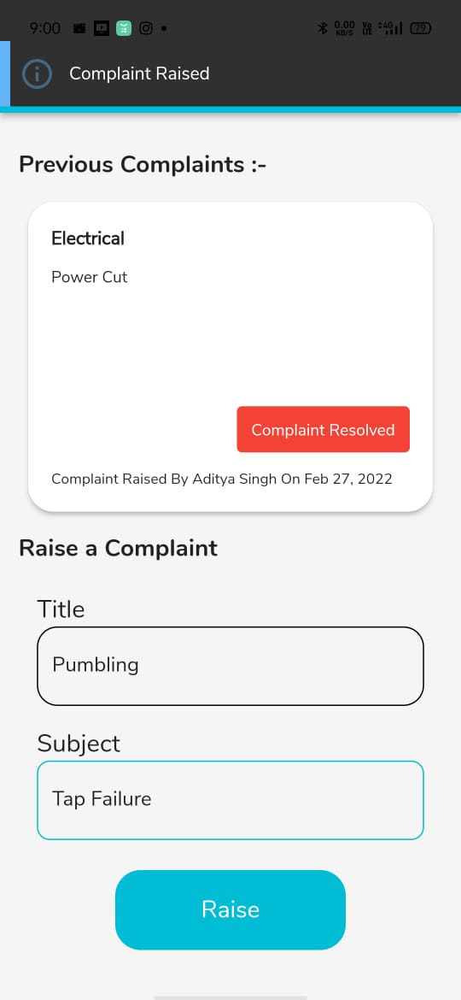 9:00
0.00 KB/S Vo LTE 4G 79
Complaint Raised
Previous Complaints :-
Electrical
Power Cut
Complaint Resolved
Complaint Raised By Aditya Singh On Feb 27, 2022
Raise a Complaint
Title
Pumbling
Subject
Tap Failure
Raise